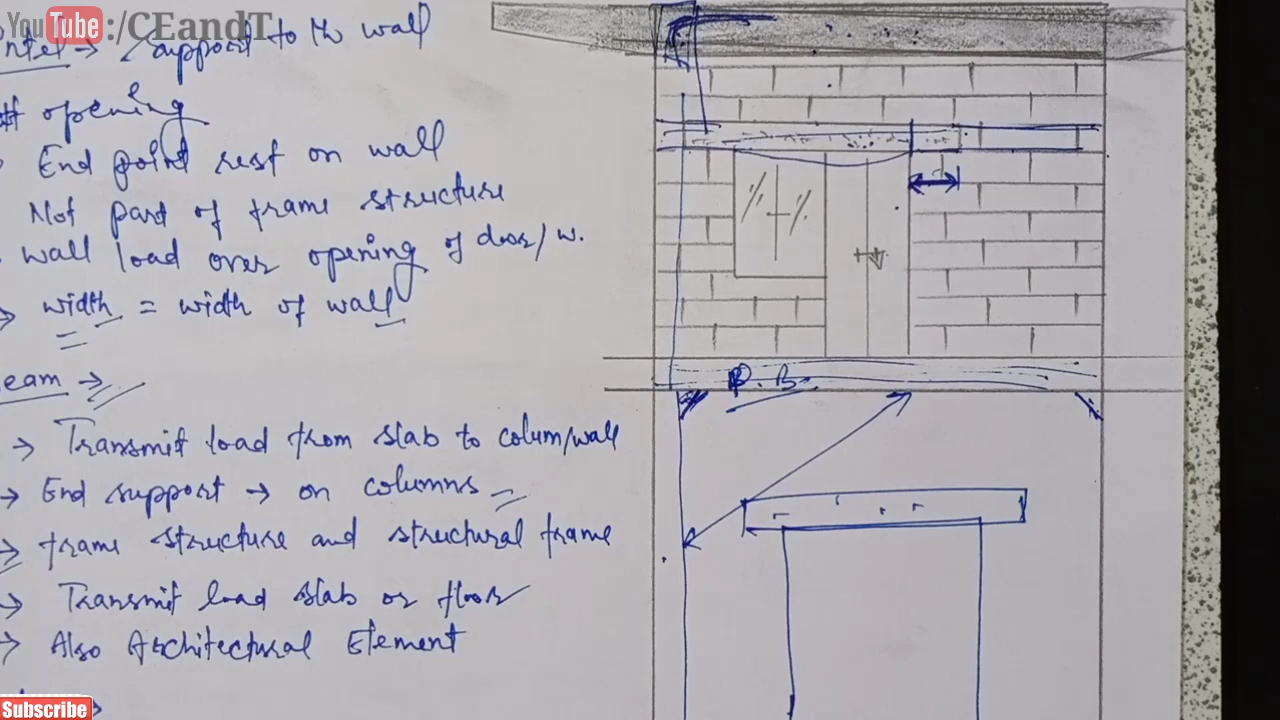 YouTube:/CEandT
ntel → support to the wall
# opening
End point rest on wall
Not part of frame structure
wall load over opening of door/w.
→ width = width of wall
eam →
→ Transmit load from slab to colum/wall
→ End support → on columns
→ frame structure and structural frame
→ Transmit load slab or floor
→ Also Architectural Element
P. B.
Subscribe